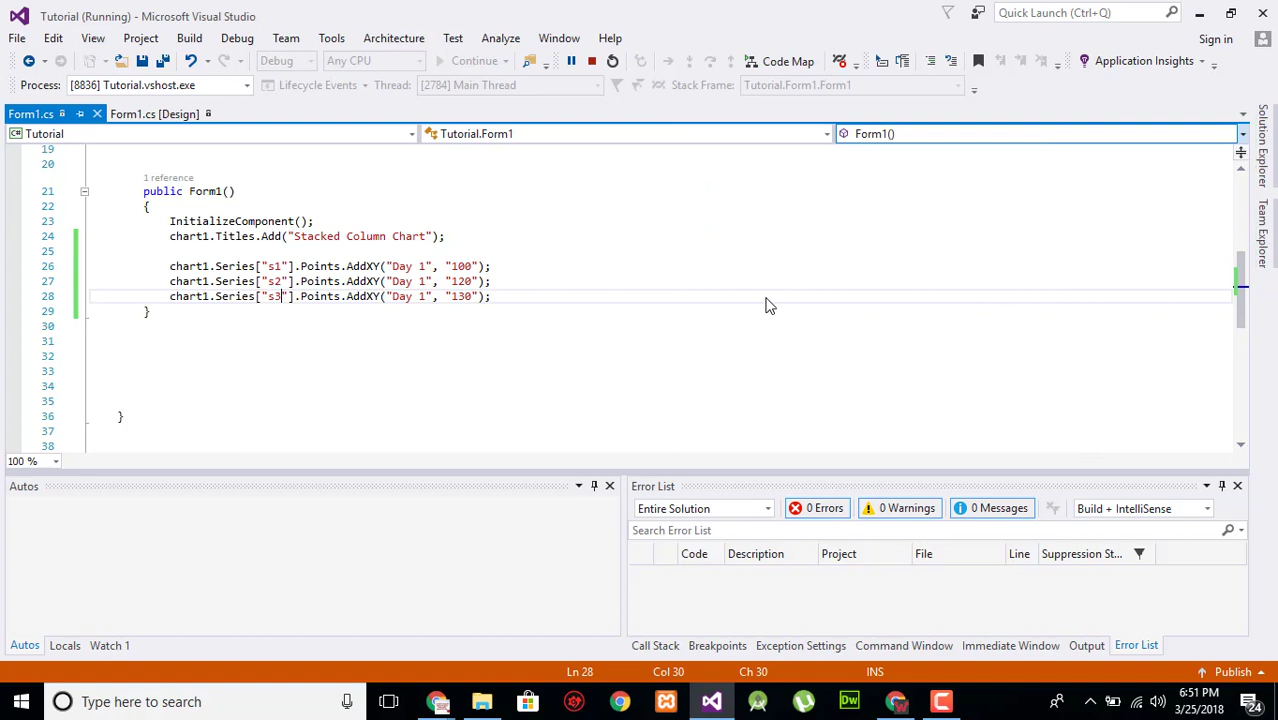 Tutorial (Running) - Microsoft Visual Studio
Quick Launch (Ctrl+Q)
File Edit View Project Build Debug Team Tools Architecture Test Analyze Window Help
Sign in
Debug Any CPU Continue Code Map Application Insights
Process: [8836] Tutorial.vshost.exe Lifecycle Events Thread: [2784] Main Thread Stack Frame: Tutorial.Form1.Form1
Form1.cs Form1.cs [Design]
C# Tutorial Tutorial.Form1 Form1()
Solution Explorer
Team Explorer
19
20
1 reference
21 public Form1()
22 {
23 InitializeComponent();
24 chart1.Titles.Add("Stacked Column Chart");
25
26 chart1.Series["s1"].Points.AddXY("Day 1", "100");
27 chart1.Series["s2"].Points.AddXY("Day 1", "120");
28 chart1.Series["s3"].Points.AddXY("Day 1", "130");
29 }
30
31
32
33
34
35
36 }
37
38
100 %
Autos
Error List
Entire Solution 0 Errors 0 Warnings 0 Messages Build + IntelliSense
Search Error List
Code Description Project File Line Suppression St...
Autos Locals Watch 1
Call Stack Breakpoints Exception Settings Command Window Immediate Window Output Error List
Ln 28 Col 30 Ch 30 INS Publish
Type here to search
Dw
W
6:51 PM
3/25/2018
24